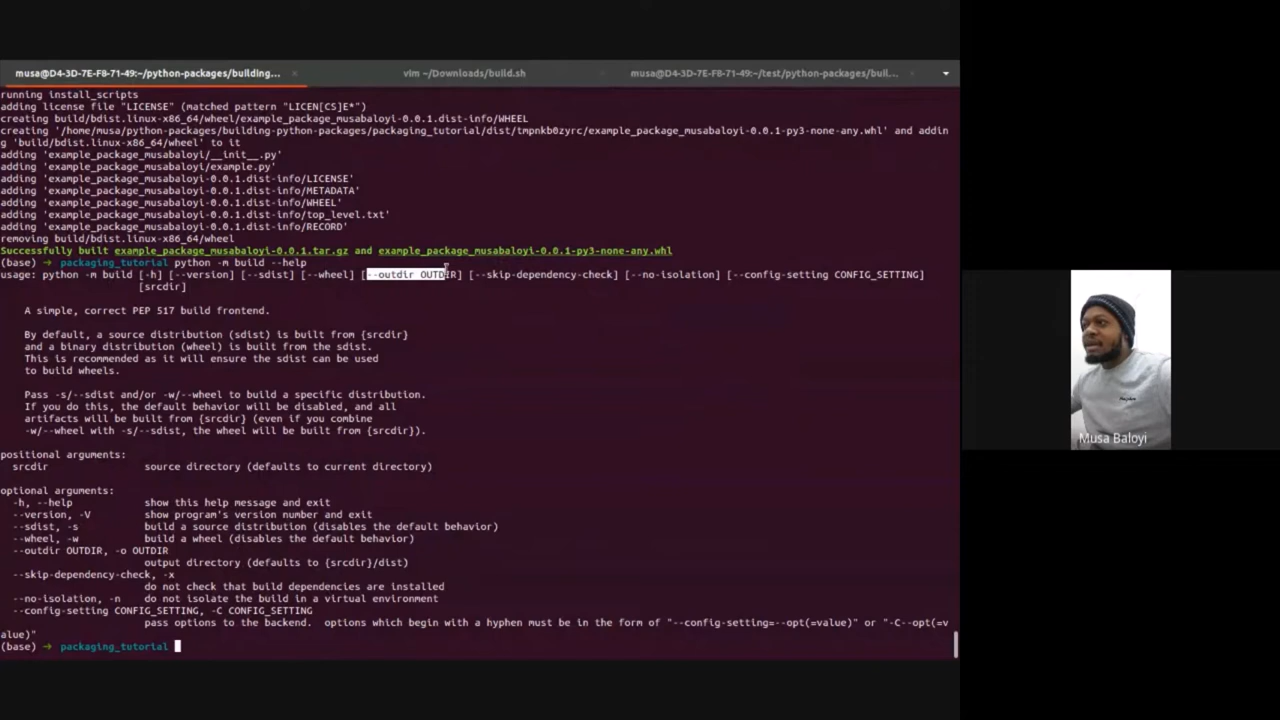 musa@D4-3D-7E-F8-71-49:~/python-packages/building...
vim ~/Downloads/build.sh
musa@D4-3D-7E-F8-71-49:~/test/python-packages/buil...
running install_scripts
adding license file "LICENSE" (matched pattern "LICEN[CS]E*")
creating build/bdist.linux-x86_64/wheel/example_package_musabaloyi-0.0.1.dist-info/WHEEL
creating '/home/musa/python-packages/building-python-packages/packaging_tutorial/dist/tmpnkb0zyrc/example_package_musabaloyi-0.0.1-py3-none-any.whl' and addin
g 'build/bdist.linux-x86_64/wheel' to it
adding 'example_package_musabaloyi/__init__.py'
adding 'example_package_musabaloyi/example.py'
adding 'example_package_musabaloyi-0.0.1.dist-info/LICENSE'
adding 'example_package_musabaloyi-0.0.1.dist-info/METADATA'
adding 'example_package_musabaloyi-0.0.1.dist-info/WHEEL'
adding 'example_package_musabaloyi-0.0.1.dist-info/top_level.txt'
adding 'example_package_musabaloyi-0.0.1.dist-info/RECORD'
removing build/bdist.linux-x86_64/wheel
Successfully built example_package_musabaloyi-0.0.1.tar.gz and example_package_musabaloyi-0.0.1-py3-none-any.whl
(base) → packaging_tutorial python -m build --help
usage: python -m build [-h] [--version] [--sdist] [--wheel] [--outdir OUTDIR] [--skip-dependency-check] [--no-isolation] [--config-setting CONFIG_SETTING]
[srcdir]
A simple, correct PEP 517 build frontend.
By default, a source distribution (sdist) is built from {srcdir}
and a binary distribution (wheel) is built from the sdist.
This is recommended as it will ensure the sdist can be used
to build wheels.
Pass -s/--sdist and/or -w/--wheel to build a specific distribution.
If you do this, the default behavior will be disabled, and all
artifacts will be built from {srcdir} (even if you combine
-w/--wheel with -s/--sdist, the wheel will be built from {srcdir}).
positional arguments:
srcdir source directory (defaults to current directory)
optional arguments:
-h, --help show this help message and exit
--version, -V show program's version number and exit
--sdist, -s build a source distribution (disables the default behavior)
--wheel, -w build a wheel (disables the default behavior)
--outdir OUTDIR, -o OUTDIR
output directory (defaults to {srcdir}/dist)
--skip-dependency-check, -x
do not check that build dependencies are installed
--no-isolation, -n do not isolate the build in a virtual environment
--config-setting CONFIG_SETTING, -C CONFIG_SETTING
pass options to the backend. options which begin with a hyphen must be in the form of "--config-setting=--opt(=value)" or "-C--opt(=v
alue)"
(base) → packaging_tutorial
Musa Baloyi